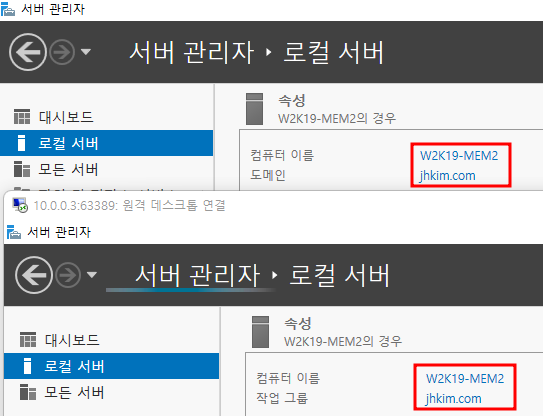 서버 관리자
서버 관리자 ‣ 로컬 서버
대시보드
로컬 서버
모든 서버
속성
W2K19-MEM2의 경우
컴퓨터 이름 W2K19-MEM2
도메인 jhkim.com
10.0.0.3:63389: 원격 데스크톱 연결
서버 관리자
서버 관리자 ‣ 로컬 서버
대시보드
로컬 서버
모든 서버
속성
W2K19-MEM2의 경우
컴퓨터 이름 W2K19-MEM2
작업 그룹 jhkim.com